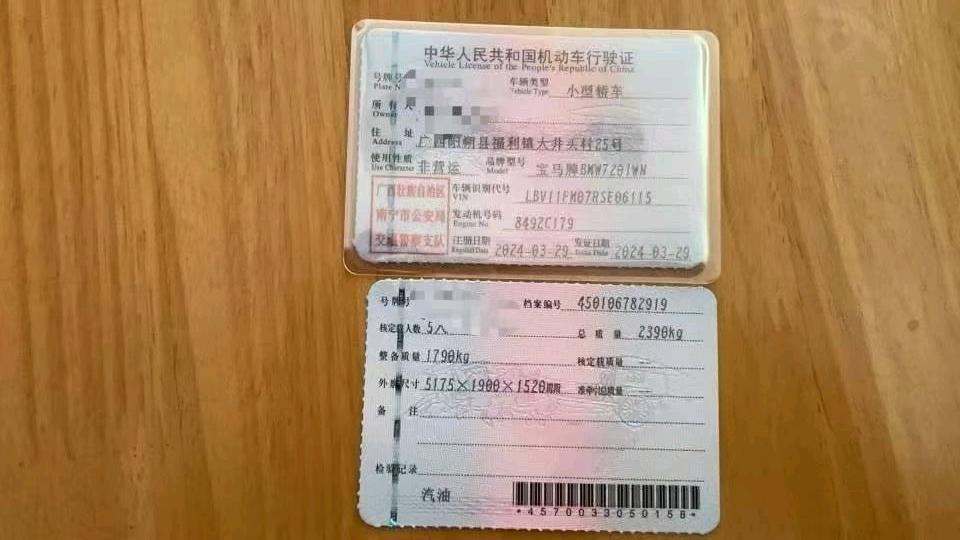 中华人民共和国机动车行驶证
Vehicle License of the People's Republic of China
号牌号 车辆类型 小型轿车
Plate N Vehicle Type
所有人
Owner
住址 广西阳朔县福利镇大井头村25号
Address
使用性质 非营运 品牌型号 宝马牌BMW7201WN
Use Character Model
广西壮族自治区
南宁市公安局
交通警察支队
车辆识别代号 LBV11FM07RSE06115
VIN
发动机号码 8492C179
Engine No
注册日期 2024-03-29 发证日期 2024-03-29
Register Date Issue Date
号牌号 档案编号 450106782919
核定载人数 5人 总质量 2390kg
整备质量 1790kg 核定载质量 --
外廓尺寸 5175×1900×1520mm 准牵引总质量 --
备注
检验记录
汽油
*4570033050158*